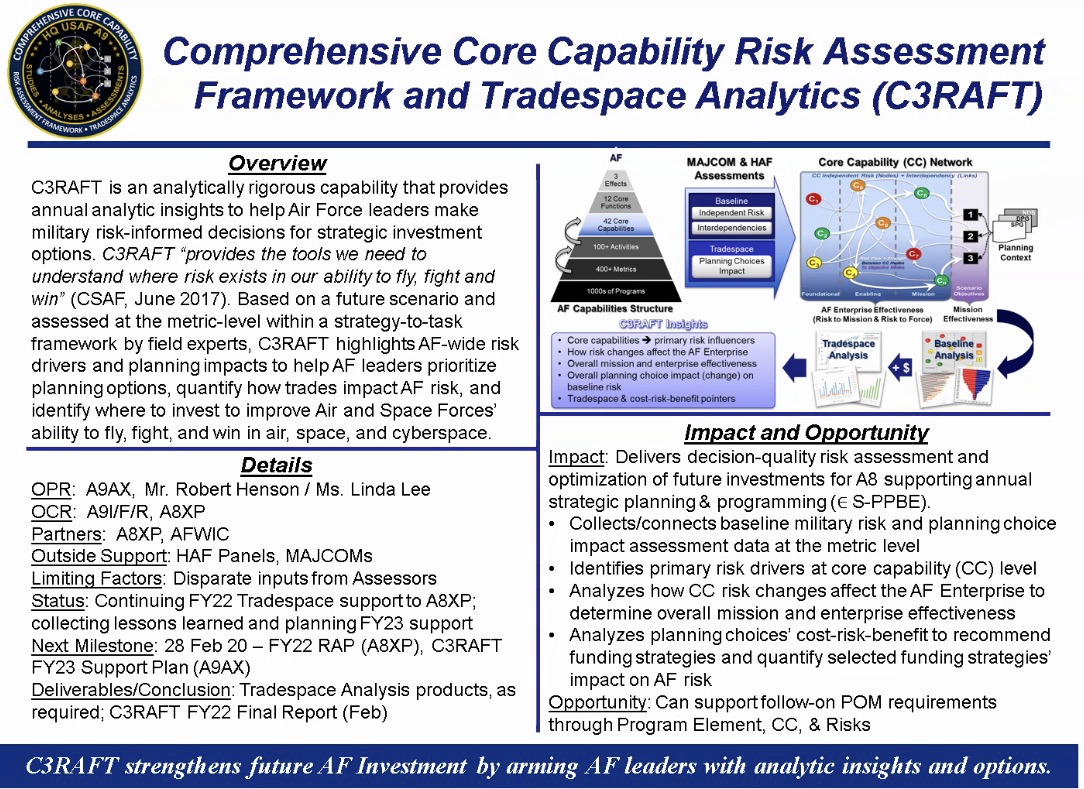 COMPREHENSIVE CORE CAPABILITY
HQ USAF A9
STUDIES • ANALYSES • ASSESSMENTS
RISK ASSESSMENT FRAMEWORK • TRADESPACE ANALYTICS
Comprehensive Core Capability Risk Assessment
Framework and Tradespace Analytics (C3RAFT)
Overview
C3RAFT is an analytically rigorous capability that provides
annual analytic insights to help Air Force leaders make
military risk-informed decisions for strategic investment
options. C3RAFT “provides the tools we need to
understand where risk exists in our ability to fly, fight and
win” (CSAF, June 2017). Based on a future scenario and
assessed at the metric-level within a strategy-to-task
framework by field experts, C3RAFT highlights AF-wide risk
drivers and planning impacts to help AF leaders prioritize
planning options, quantify how trades impact AF risk, and
identify where to invest to improve Air and Space Forces’
ability to fly, fight, and win in air, space, and cyberspace.
AF
3
Effects
12 Core
Functions
42 Core
Capabilities
100+ Activities
400+ Metrics
1000s of Programs
AF Capabilities Structure
MAJCOM & HAF
Assessments
Baseline
Independent Risk
Interdependencies
Tradespace
Planning Choices
Impact
Core Capability (CC) Network
CC Independent Risk (Nodes) + Interdependency (Links)
Foundational
Enabling
Mission
Scenario
Objectives
1
2
3
DPG
SPG
Planning
Context
AF Enterprise Effectiveness
(Risk to Mission & Risk to Force)
Mission
Effectiveness
C3RAFT Insights
• Core capabilities ➔ primary risk influencers
• How risk changes affect the AF Enterprise
• Overall mission and enterprise effectiveness
• Overall planning choice impact (change) on
baseline risk
• Tradespace & cost-risk-benefit pointers
Tradespace
Analysis
+ $
Baseline
Analysis
Details
OPR: A9AX, Mr. Robert Henson / Ms. Linda Lee
OCR: A9I/F/R, A8XP
Partners: A8XP, AFWIC
Outside Support: HAF Panels, MAJCOMs
Limiting Factors: Disparate inputs from Assessors
Status: Continuing FY22 Tradespace support to A8XP;
collecting lessons learned and planning FY23 support
Next Milestone: 28 Feb 20 – FY22 RAP (A8XP), C3RAFT
FY23 Support Plan (A9AX)
Deliverables/Conclusion: Tradespace Analysis products, as
required; C3RAFT FY22 Final Report (Feb)
Impact and Opportunity
Impact: Delivers decision-quality risk assessment and
optimization of future investments for A8 supporting annual
strategic planning & programming (∈ S-PPBE).
• Collects/connects baseline military risk and planning choice
impact assessment data at the metric level
• Identifies primary risk drivers at core capability (CC) level
• Analyzes how CC risk changes affect the AF Enterprise to
determine overall mission and enterprise effectiveness
• Analyzes planning choices’ cost-risk-benefit to recommend
funding strategies and quantify selected funding strategies’
impact on AF risk
Opportunity: Can support follow-on POM requirements
through Program Element, CC, & Risks
C3RAFT strengthens future AF Investment by arming AF leaders with analytic insights and options.